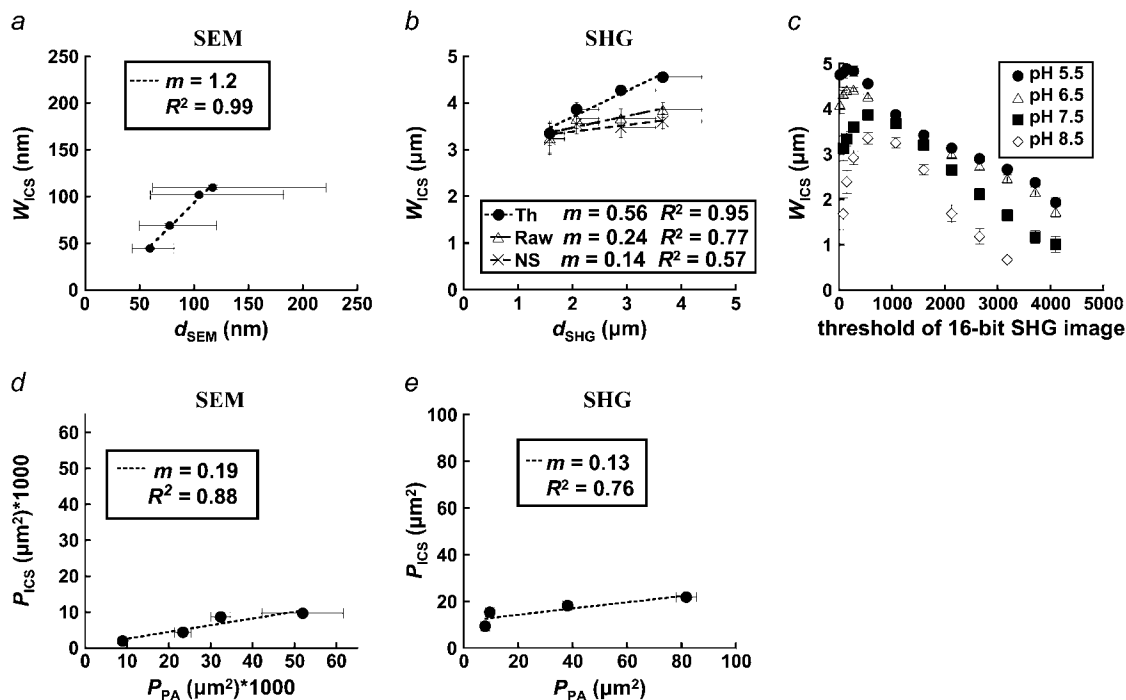 a
SEM
250
200
150
100
50
0
W_ICS (nm)
m = 1.2
R² = 0.99
0 50 100 150 200 250
d_SEM (nm)
b
SHG
5
4
3
2
1
0
W_ICS (μm)
Th m = 0.56 R² = 0.95
Raw m = 0.24 R² = 0.77
NS m = 0.14 R² = 0.57
0 1 2 3 4 5
d_SHG (μm)
c
5
4
3
2
1
0
W_ICS (μm)
pH 5.5
pH 6.5
pH 7.5
pH 8.5
0 1000 2000 3000 4000 5000
threshold of 16-bit SHG image
d
SEM
60
50
40
30
20
10
0
P_ICS (μm²)*1000
m = 0.19
R² = 0.88
0 10 20 30 40 50 60
P_PA (μm²)*1000
e
SHG
100
80
60
40
20
0
P_ICS (μm²)
m = 0.13
R² = 0.76
0 20 40 60 80 100
P_PA (μm²)